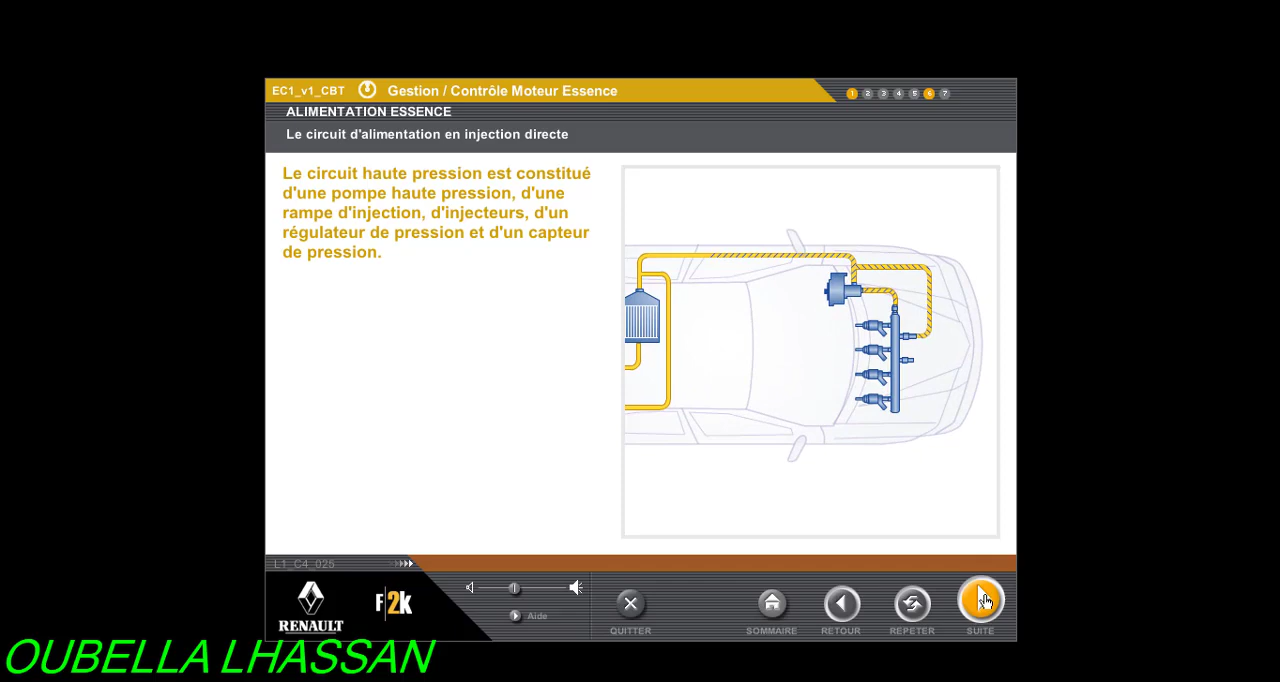 EC1_v1_CBT Gestion / Contrôle Moteur Essence 1 2 3 4 5 6 7
ALIMENTATION ESSENCE
Le circuit d'alimentation en injection directe
Le circuit haute pression est constitué
d'une pompe haute pression, d'une
rampe d'injection, d'injecteurs, d'un
régulateur de pression et d'un capteur
de pression.
L1_C4_025
Aide
RENAULT F2k
QUITTER SOMMAIRE RETOUR REPETER SUITE
OUBELLA LHASSAN